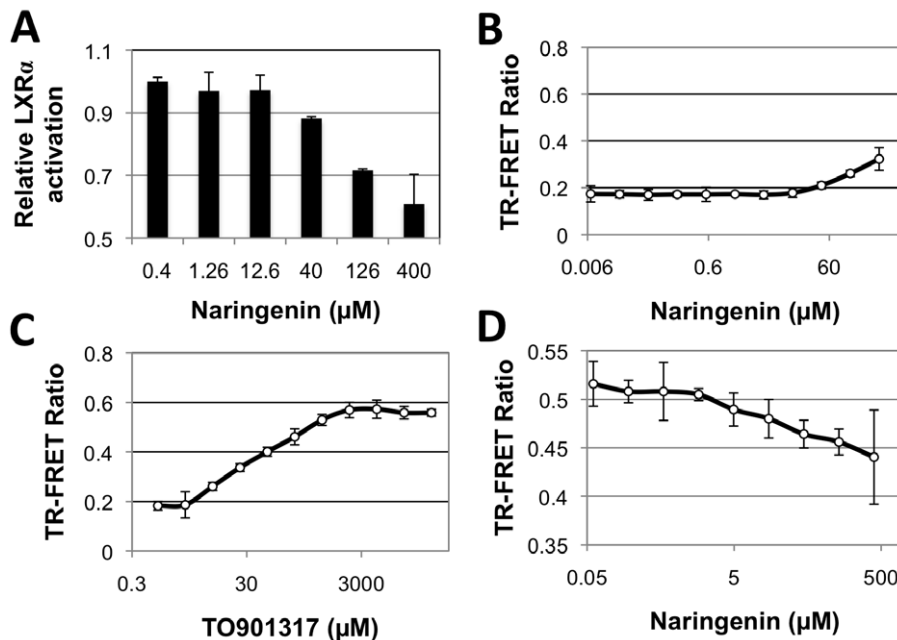 A
Relative LXRα
activation
1.1
0.9
0.7
0.5
0.4 1.26 12.6 40 126 400
Naringenin (µM)
B
TR-FRET Ratio
0.8
0.6
0.4
0.2
0
0.006 0.6 60
Naringenin (µM)
C
TR-FRET Ratio
0.8
0.6
0.4
0.2
0
0.3 30 3000
TO901317 (µM)
D
TR-FRET Ratio
0.55
0.5
0.45
0.4
0.35
0.05 5 500
Naringenin (µM)